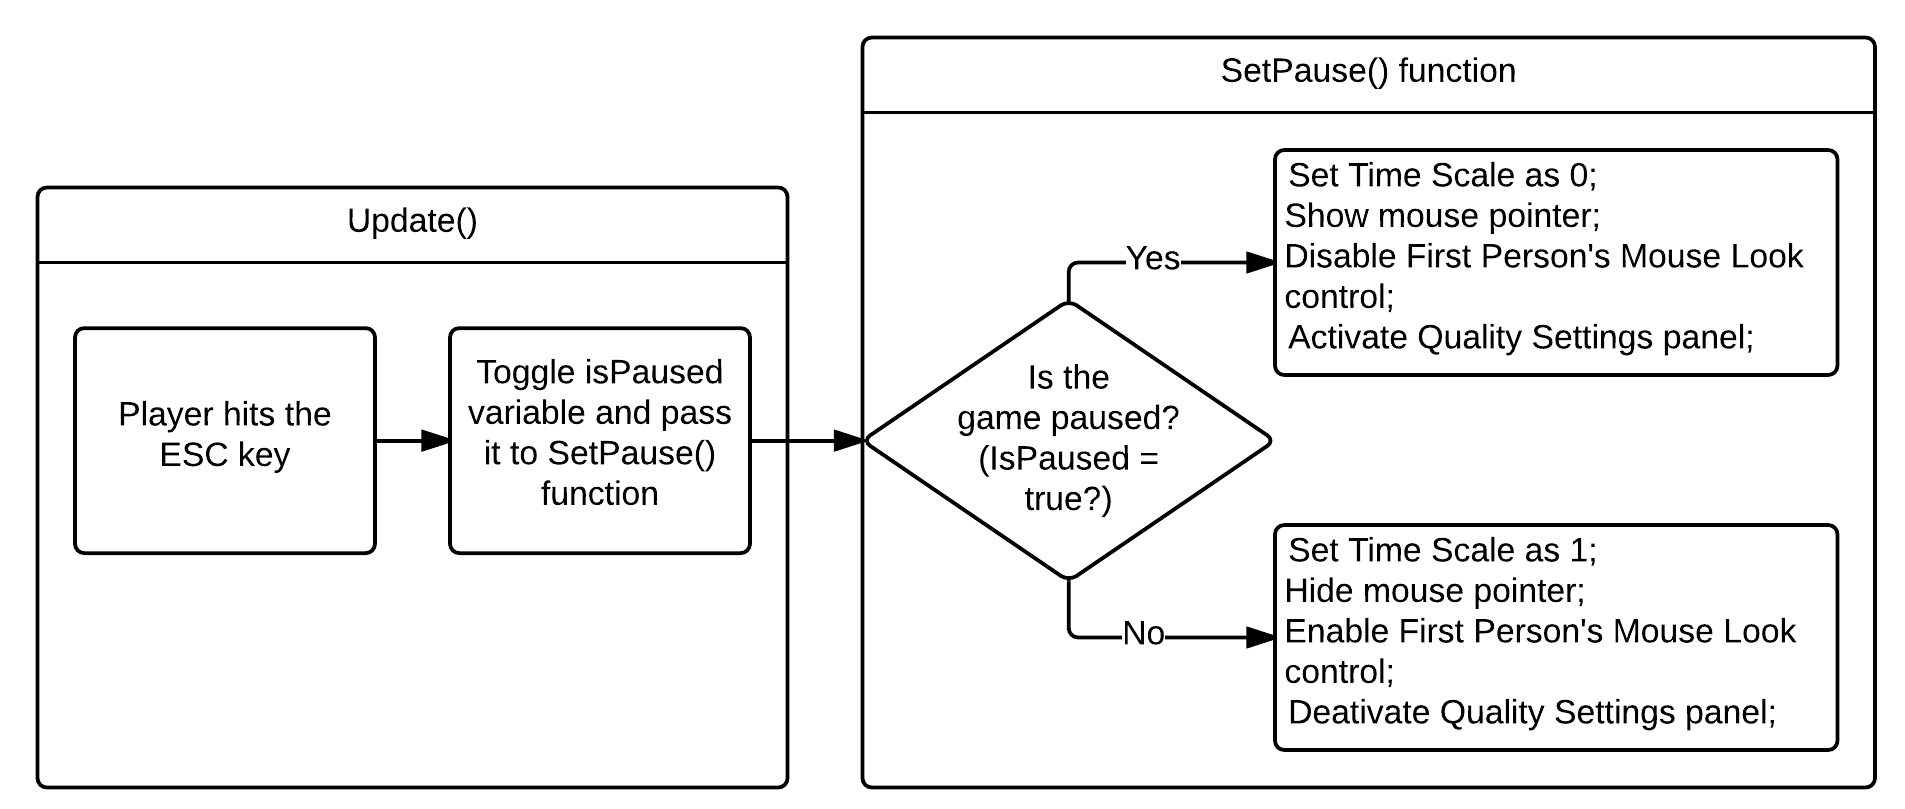 Update()
Player hits the
ESC key
Toggle isPaused
variable and pass
it to SetPause()
function
SetPause() function
Is the
game paused?
(IsPaused =
true?)
Yes
Set Time Scale as 0;
Show mouse pointer;
Disable First Person's Mouse Look
control;
Activate Quality Settings panel;
No
Set Time Scale as 1;
Hide mouse pointer;
Enable First Person's Mouse Look
control;
Deativate Quality Settings panel;